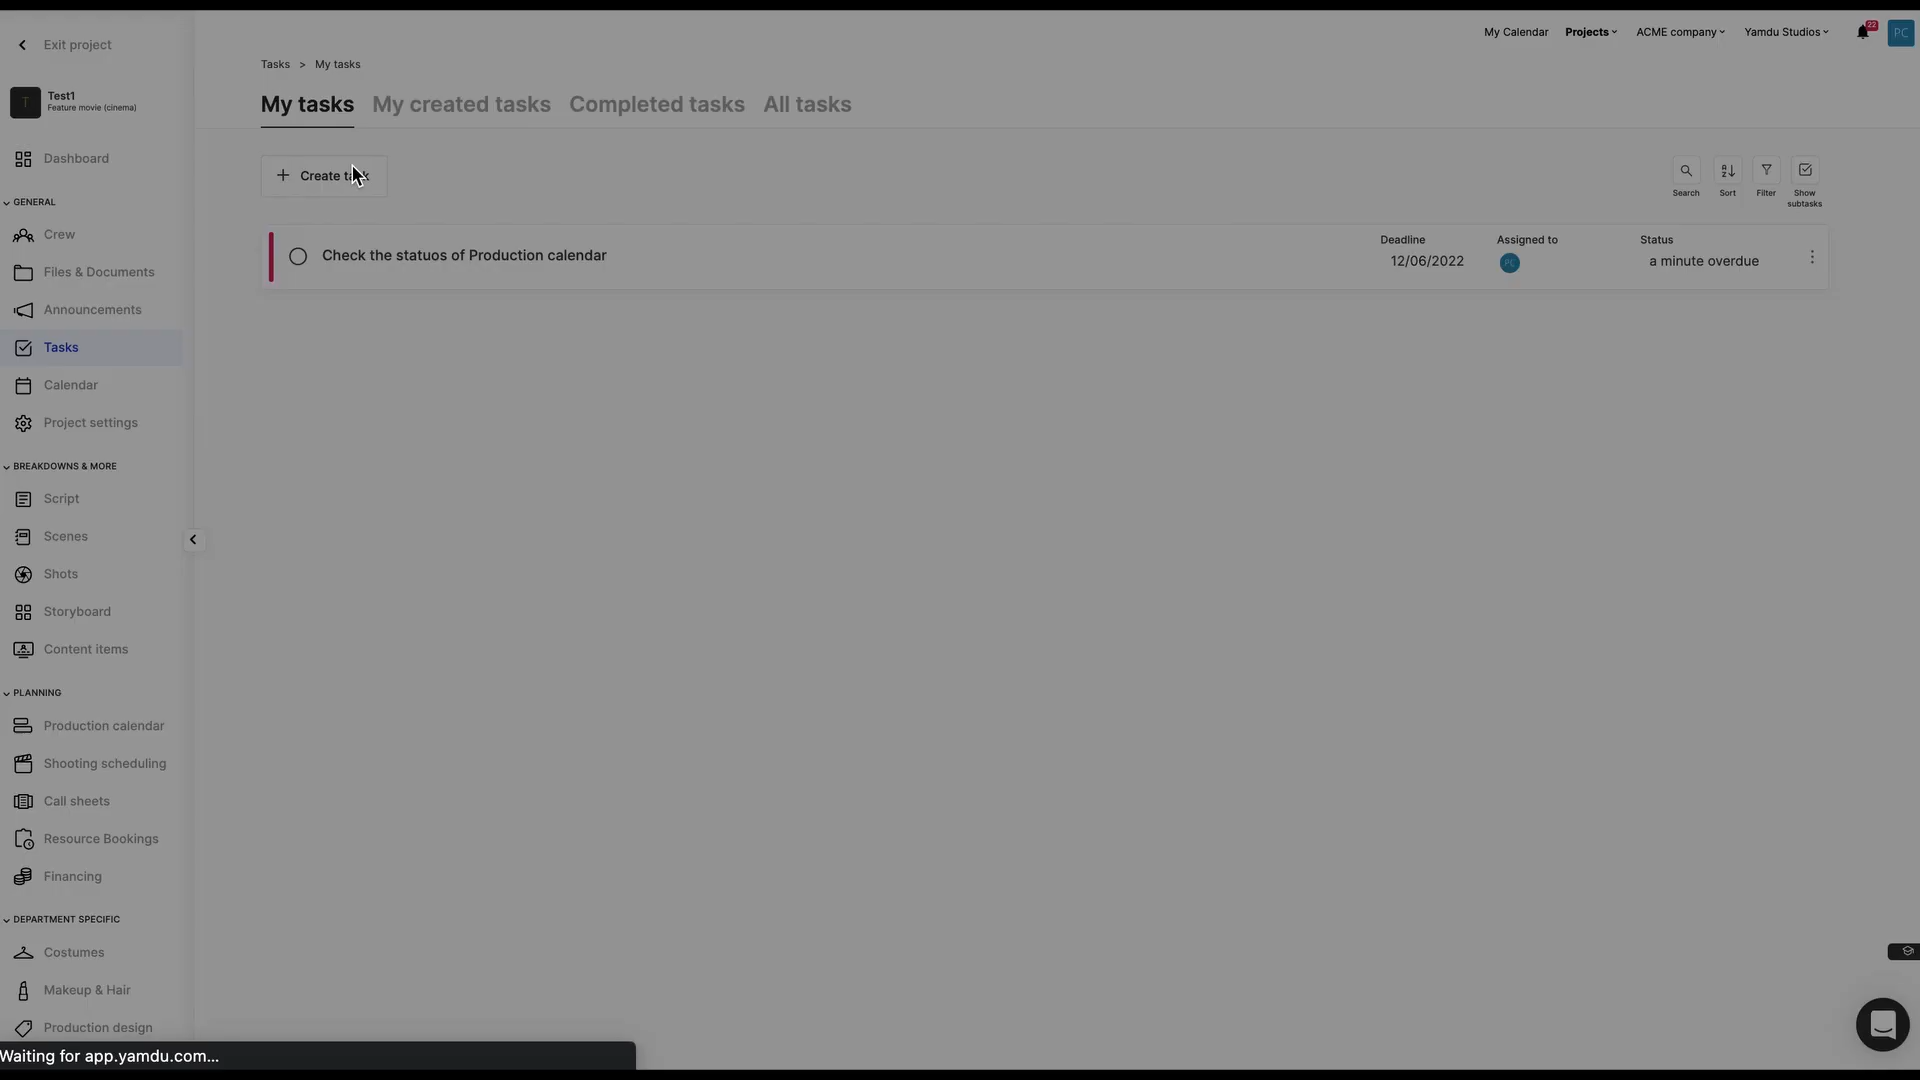 Exit project
Test1
Feature movie (cinema)
Dashboard
GENERAL
Crew
Files & Documents
Announcements
Tasks
Calendar
Project settings
BREAKDOWNS & MORE
Script
Scenes
Shots
Storyboard
Content items
PLANNING
Production calendar
Shooting scheduling
Call sheets
Resource Bookings
Financing
DEPARTMENT SPECIFIC
Costumes
Makeup & Hair
Production design
Waiting for app.yamdu.com...
My Calendar Projects ACME company Yamdu Studios 22 PC
Tasks > My tasks
My tasks My created tasks Completed tasks All tasks
+ Create task
Search Sort Filter Show
subtasks
Check the statuos of Production calendar
Deadline Assigned to Status
12/06/2022 PC a minute overdue